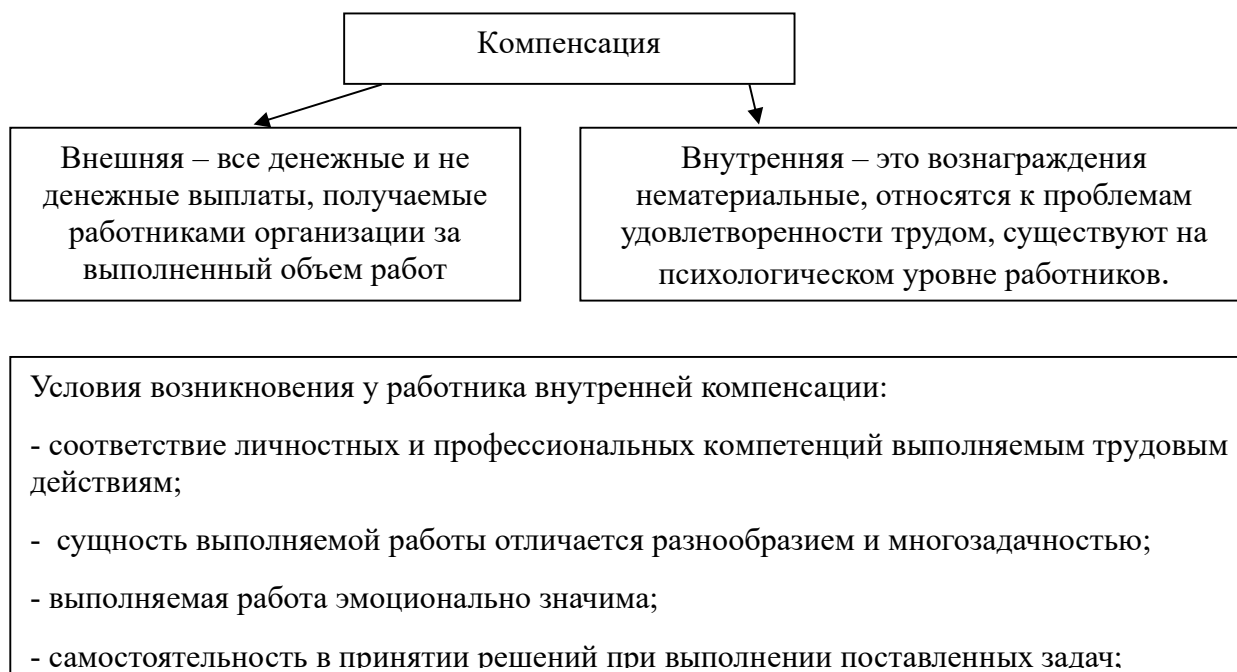 Компенсация
Внешняя – все денежные и не
денежные выплаты, получаемые
работниками организации за
выполненный объем работ
Внутренняя – это вознаграждения
нематериальные, относятся к проблемам
удовлетворенности трудом, существуют на
психологическом уровне работников.
Условия возникновения у работника внутренней компенсации:
- соответствие личностных и профессиональных компетенций выполняемым трудовым
действиям;
- сущность выполняемой работы отличается разнообразием и многозадачностью;
- выполняемая работа эмоционально значима;
- самостоятельность в принятии решений при выполнении поставленных задач;